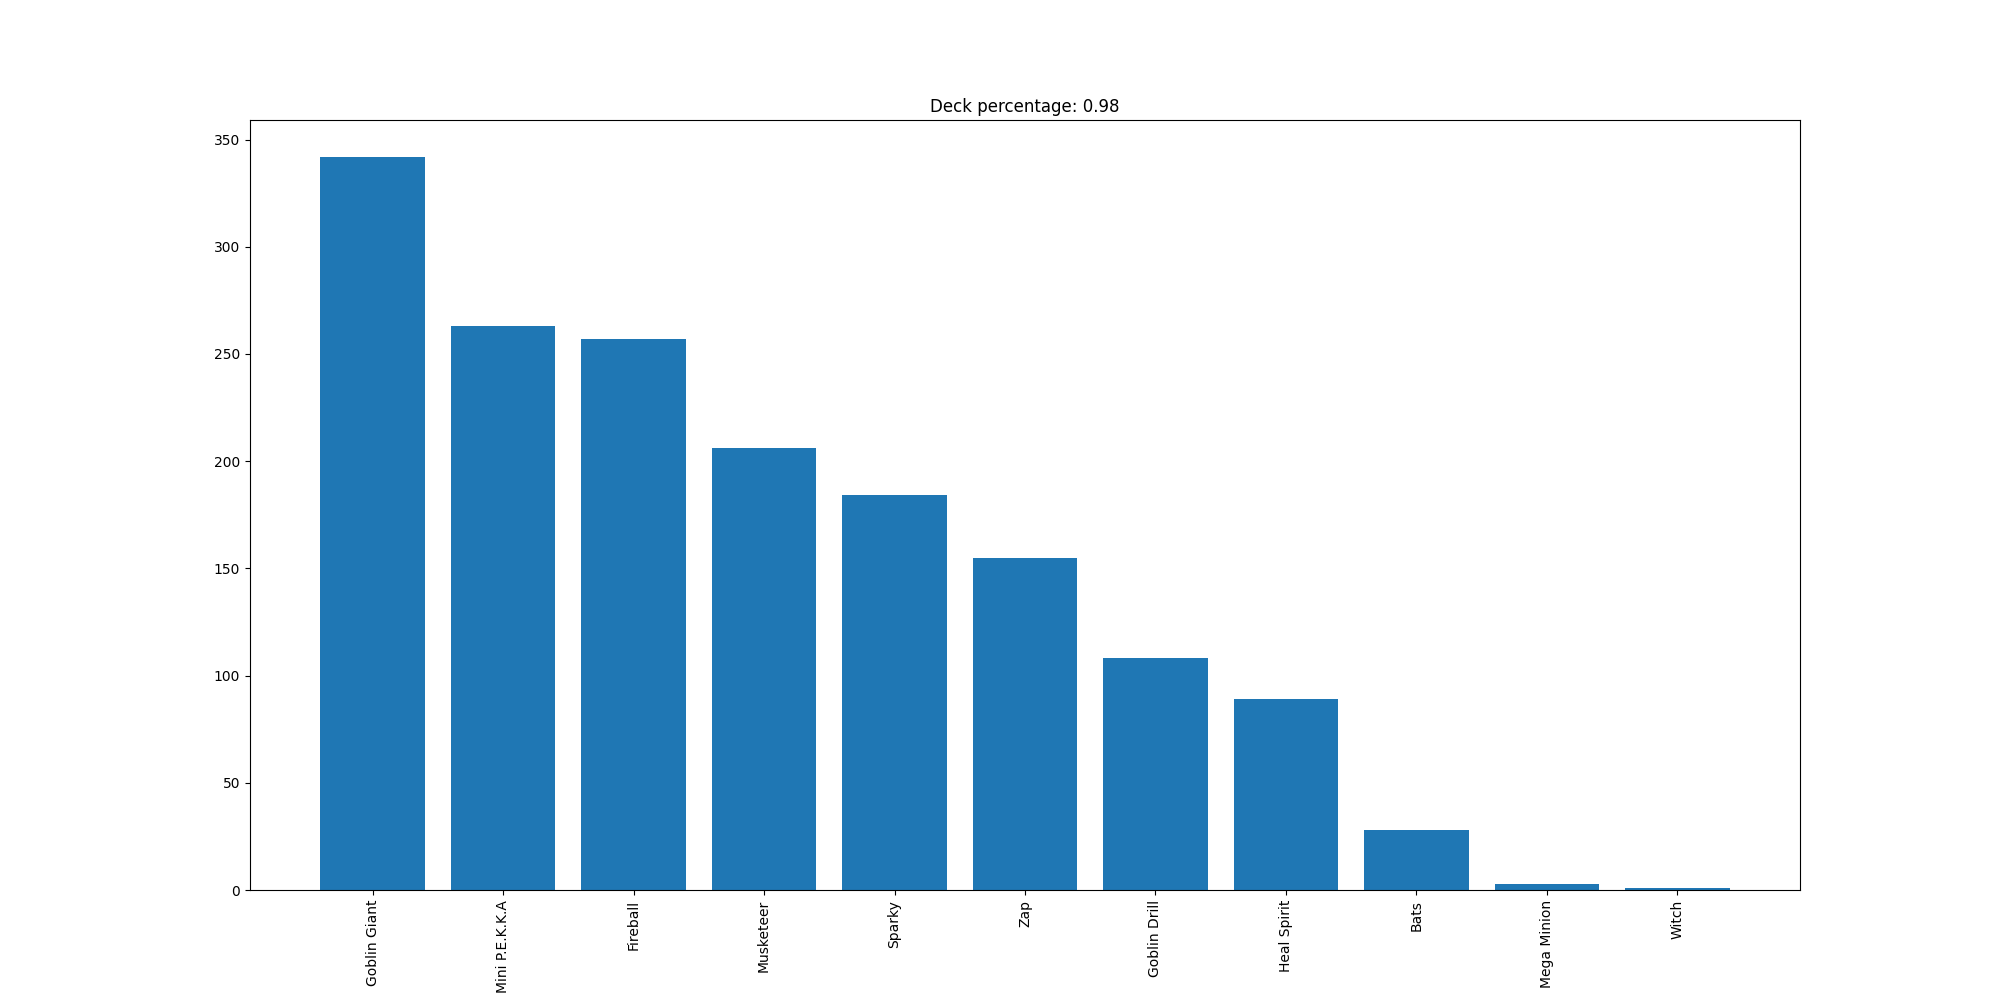 Deck percentage: 0.98
350
300
250
200
150
100
50
0
Goblin Giant
Mini P.E.K.K.A
Fireball
Musketeer
Sparky
Zap
Goblin Drill
Heal Spirit
Bats
Mega Minion
Witch